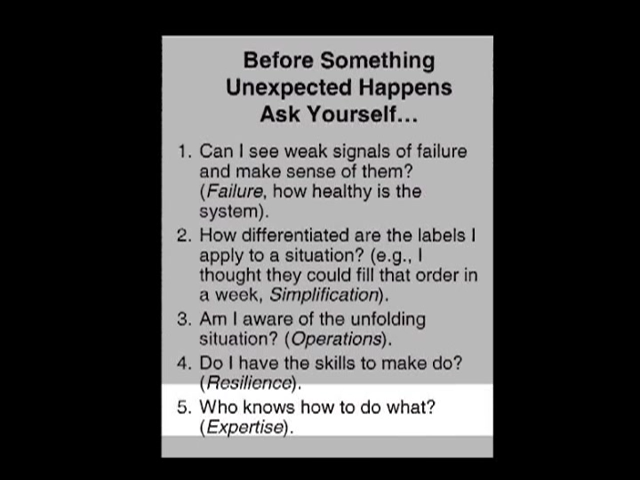 Before Something
Unexpected Happens
Ask Yourself…
1. Can I see weak signals of failure
and make sense of them?
(Failure, how healthy is the
system).
2. How differentiated are the labels I
apply to a situation? (e.g., I
thought they could fill that order in
a week, Simplification).
3. Am I aware of the unfolding
situation? (Operations).
4. Do I have the skills to make do?
(Resilience).
5. Who knows how to do what?
(Expertise).